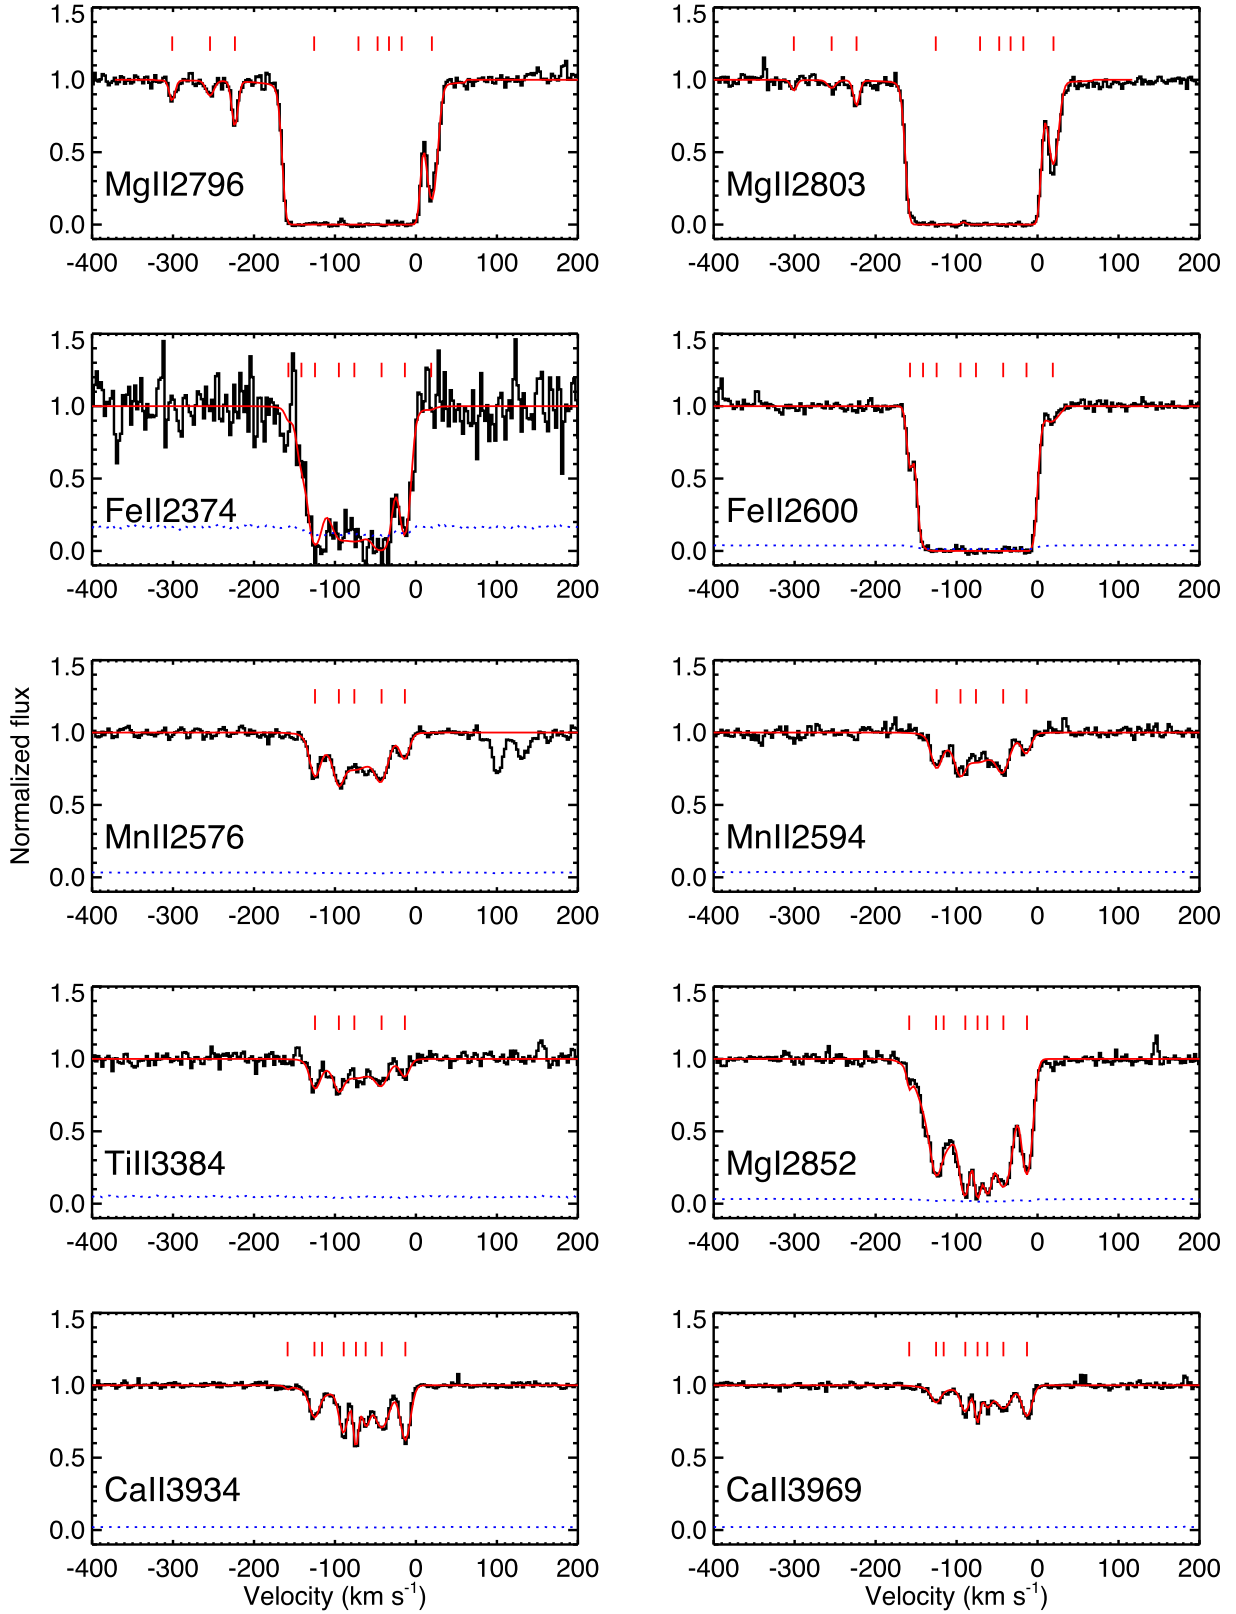 1.5 1.5
1.0 1.0
0.5 0.5
MgII2796 MgII2803
0.0 0.0
-400 -300 -200 -100 0 100 200 -400 -300 -200 -100 0 100 200
1.5 1.5
1.0 1.0
0.5 0.5
FeII2374 FeII2600
0.0 0.0
-400 -300 -200 -100 0 100 200 -400 -300 -200 -100 0 100 200
1.5 1.5
1.0 1.0
Normalized flux
0.5 0.5
MnII2576 MnII2594
0.0 0.0
-400 -300 -200 -100 0 100 200 -400 -300 -200 -100 0 100 200
1.5 1.5
1.0 1.0
0.5 0.5
TiII3384 MgI2852
0.0 0.0
-400 -300 -200 -100 0 100 200 -400 -300 -200 -100 0 100 200
1.5 1.5
1.0 1.0
0.5 0.5
CaII3934 CaII3969
0.0 0.0
-400 -300 -200 -100 0 100 200 -400 -300 -200 -100 0 100 200
Velocity (km s⁻¹) Velocity (km s⁻¹)